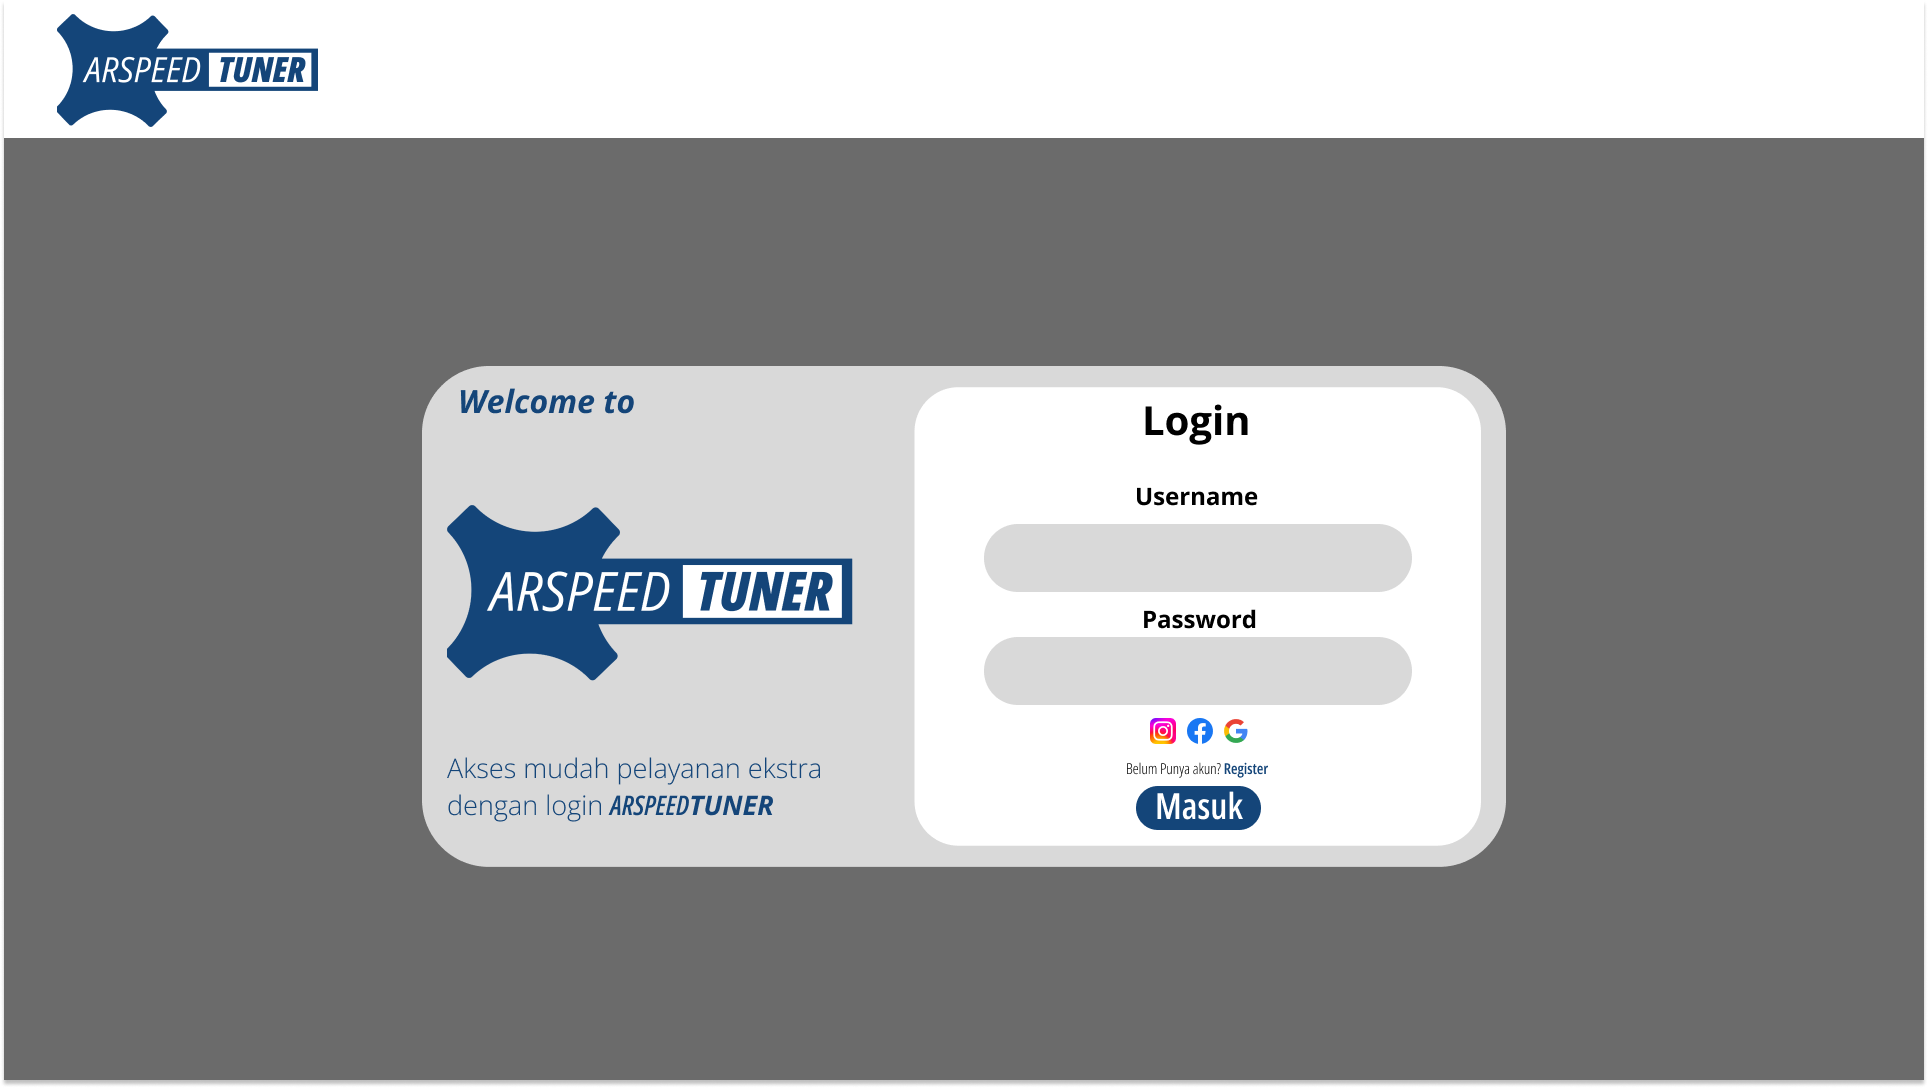 ARSPEED TUNER
Welcome to
ARSPEED TUNER
Akses mudah pelayanan ekstra
dengan login ARSPEEDTUNER
Login
Username
Password
Belum Punya akun? Register
Masuk